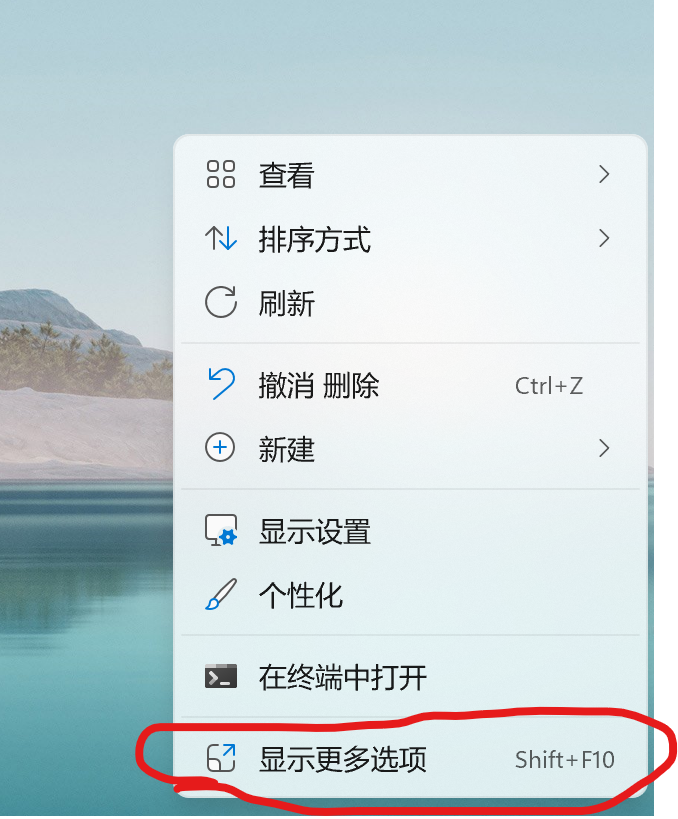 查看
排序方式
刷新
撤消 删除 Ctrl+Z
新建
显示设置
个性化
在终端中打开
显示更多选项 Shift+F10